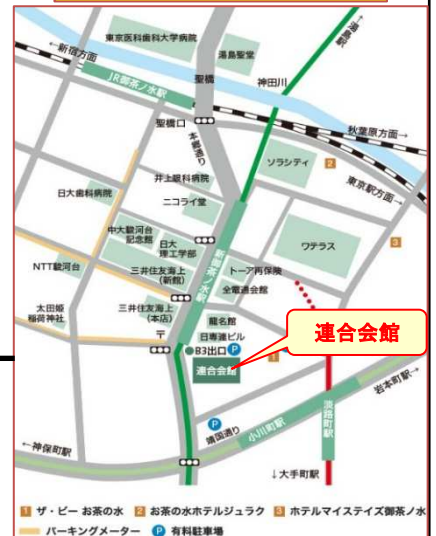 東京医科歯科大学病院
湯島聖堂
↑湯島駅
←新宿方面
聖橋
神田川
JR御茶ノ水駅
聖橋口
本郷通り
秋葉原方面→
ソラシティ
2
東京駅方面→
井上眼科病院
日大歯科病院
ニコライ堂
中大駿河台
記念館
日大
理工学部
ワテラス
3
新御茶ノ水駅
NTT駿河台
三井住友海上
(新館)
トーア再保険
全電通会館
太田姫
稲荷神社
三井住友海上
(本店)
龍名館
日専連ビル
〒
B3出口 P
1
連合会館
連合会館
岩本町駅→
淡路町駅
小川町駅
P
靖国通り
←神保町駅
↓大手町駅
1 ザ・ビー お茶の水 2 お茶の水ホテルジュラク 3 ホテルマイステイズ御茶ノ水
パーキングメーター P 有料駐車場